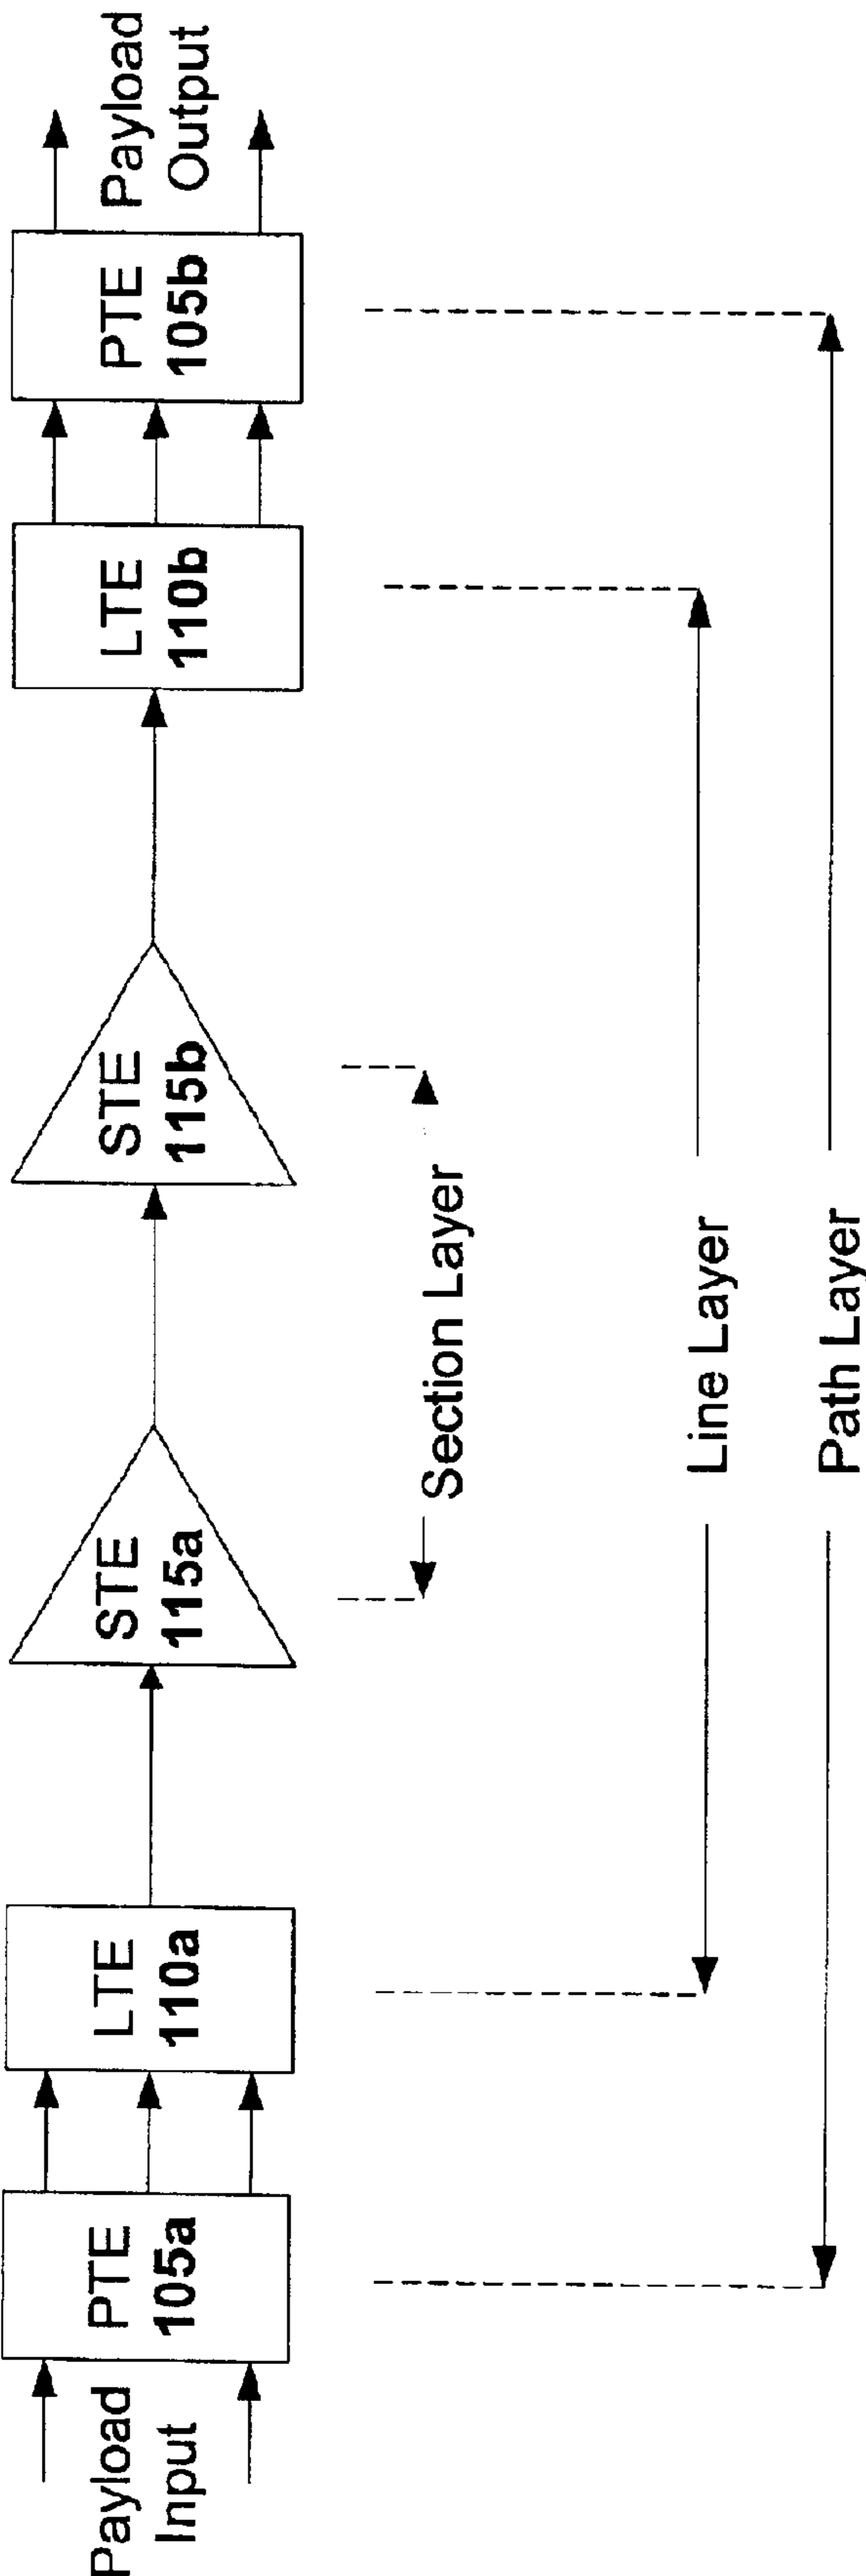 Payload
Input
PTE
105a
LTE
110a
STE
115a
STE
115b
LTE
110b
PTE
105b
Payload
Output
Section Layer
Line Layer
Path Layer